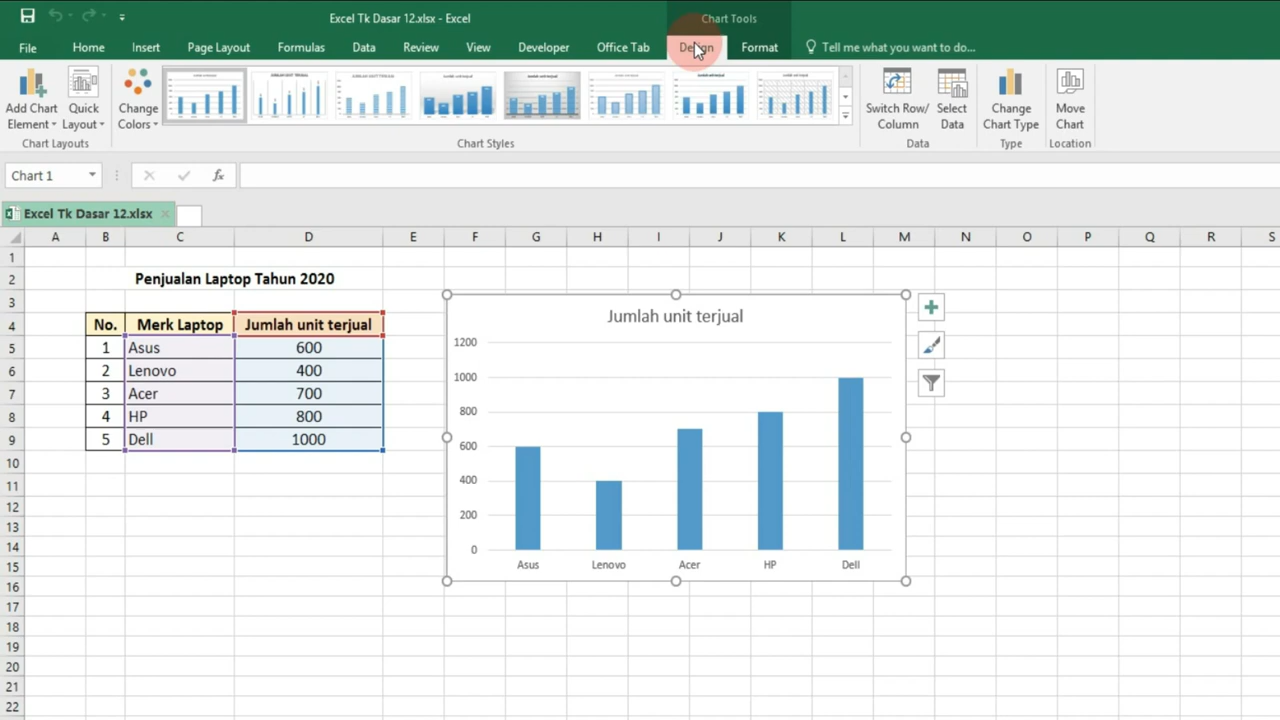 Excel Tk Dasar 12.xlsx - Excel
Chart Tools
File Home Insert Page Layout Formulas Data Review View Developer Office Tab Design Format Tell me what you want to do...
Add Chart Element Quick Layout Change Colors Switch Row/ Column Select Data Change Chart Type Move Chart
Chart Layouts Chart Styles Data Type Location
Chart 1 fx
Excel Tk Dasar 12.xlsx
A B C D E F G H I J K L M N O P Q R S
1
2 Penjualan Laptop Tahun 2020
3
4 No. Merk Laptop Jumlah unit terjual
5 1 Asus 600
6 2 Lenovo 400
7 3 Acer 700
8 4 HP 800
9 5 Dell 1000
10
11
12
13
14
15
16
17
18
19
20
21
22
Jumlah unit terjual
1200
1000
800
600
400
200
0
Asus Lenovo Acer HP Dell